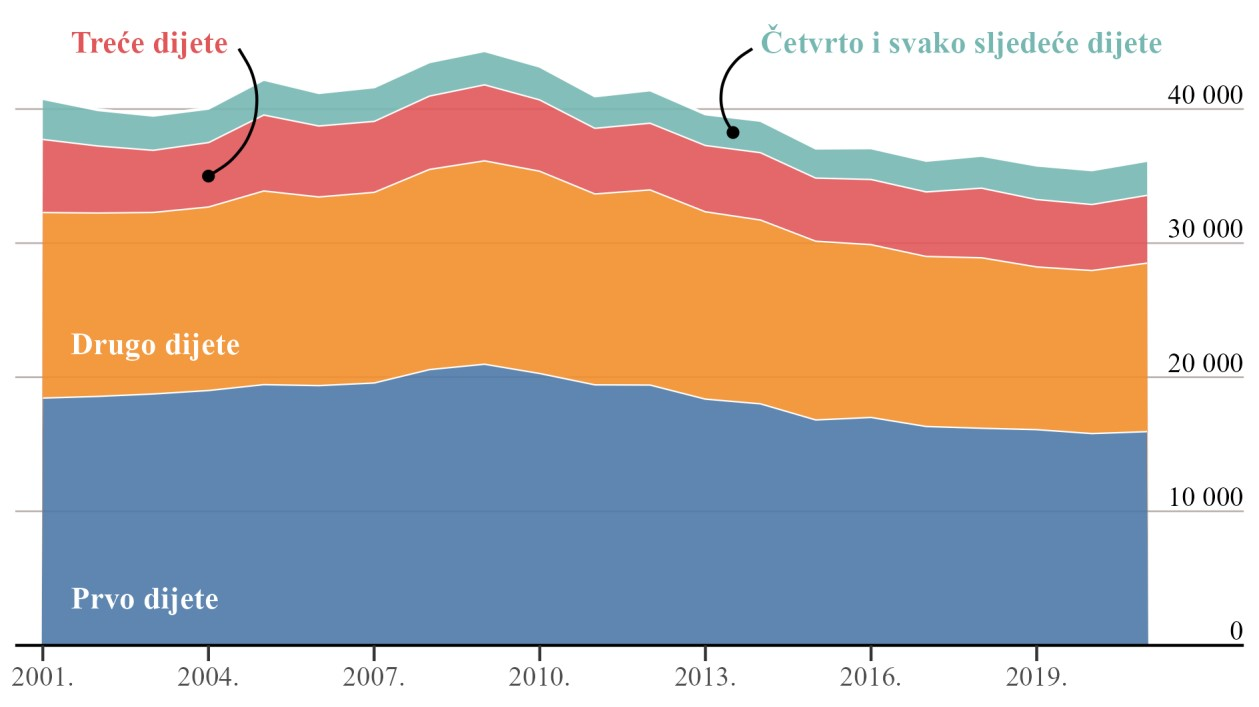 Treće dijete
Četvrto i svako sljedeće dijete
40 000
30 000
20 000
Drugo dijete
10 000
Prvo dijete
0
2001. 2004. 2007. 2010. 2013. 2016. 2019.